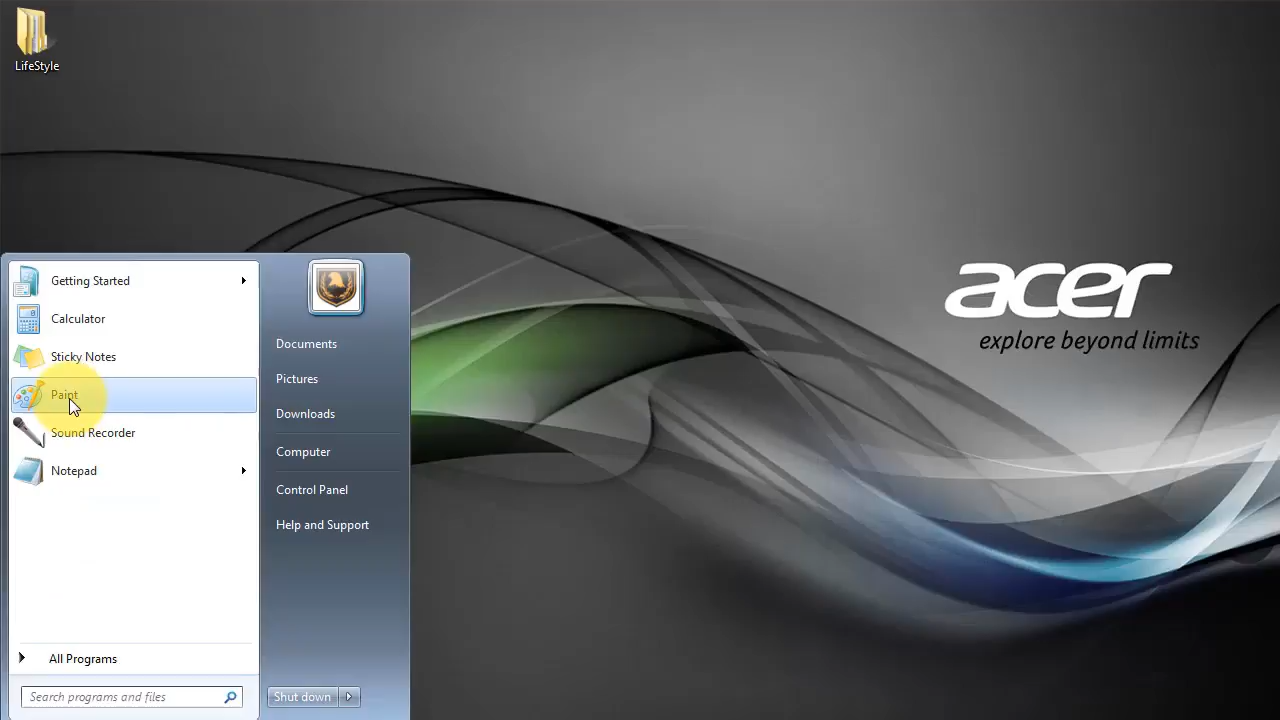 LifeStyle
acer
explore beyond limits
Getting Started
Calculator
Sticky Notes
Paint
Sound Recorder
Notepad
All Programs
Search programs and files
Documents
Pictures
Downloads
Computer
Control Panel
Help and Support
Shut down